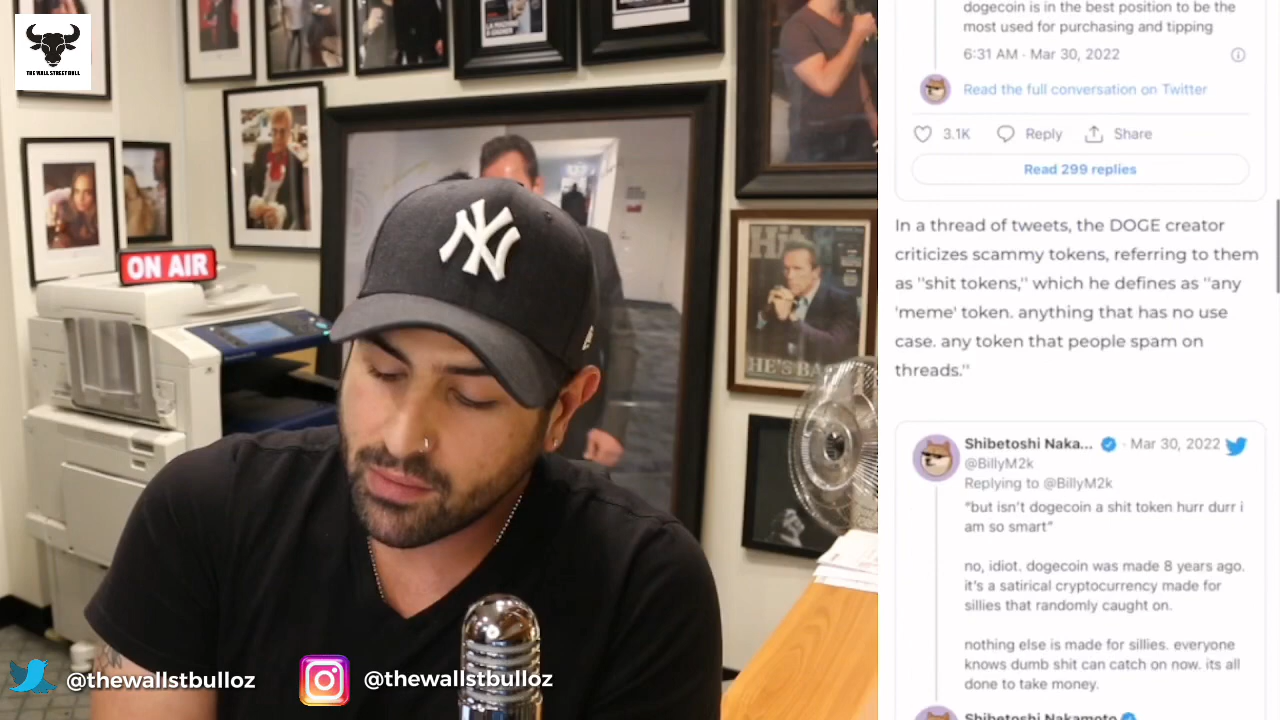 THE WALL STREET BULL
ON AIR
HE'S BA
@thewallstbulloz
@thewallstbulloz
dogecoin is in the best position to be the
most used for purchasing and tipping
6:31 AM · Mar 30, 2022
Read the full conversation on Twitter
3.1K Reply Share
Read 299 replies
In a thread of tweets, the DOGE creator
criticizes scammy tokens, referring to them
as "shit tokens," which he defines as "any
'meme' token. anything that has no use
case. any token that people spam on
threads."
Shibetoshi Naka... · Mar 30, 2022
@BillyM2k
Replying to @BillyM2k
"but isn't dogecoin a shit token hurr durr i
am so smart"
no, idiot. dogecoin was made 8 years ago.
it's a satirical cryptocurrency made for
sillies that randomly caught on.
nothing else is made for sillies. everyone
knows dumb shit can catch on now. its all
done to take money.
Shibetoshi Nakamoto